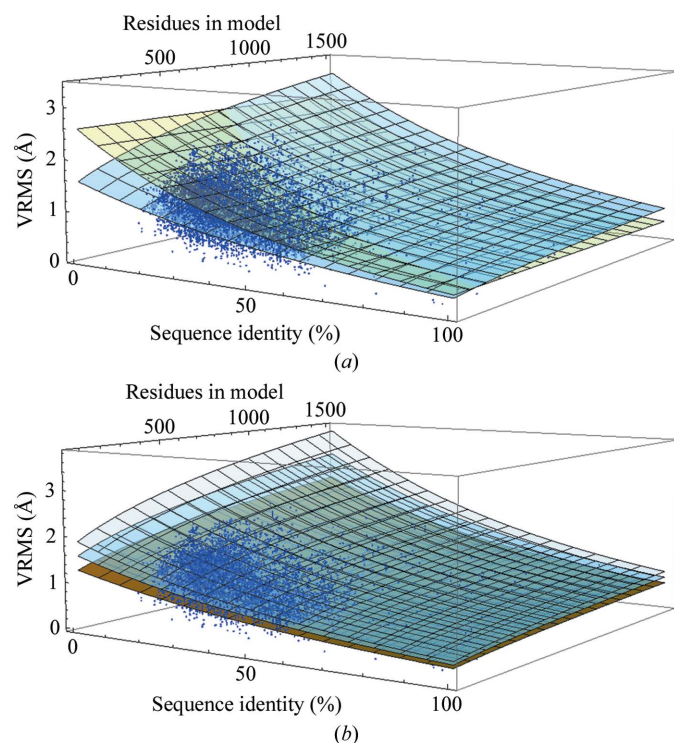 Residues in model
500 1000 1500
3
2
1
0
VRMS (Å)
0 50 100
Sequence identity (%)
(a)
Residues in model
500 1000 1500
3
2
1
0
VRMS (Å)
0 50 100
Sequence identity (%)
(b)